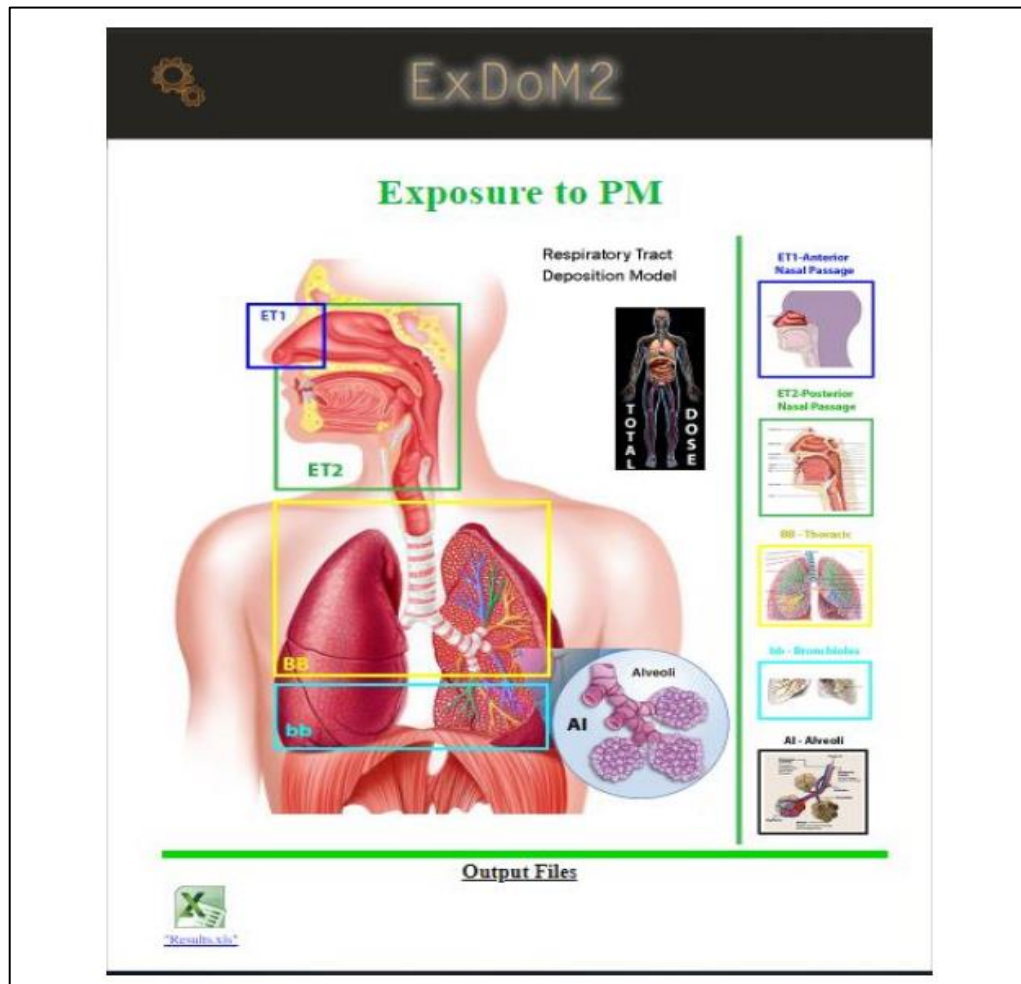 ExDoM2
Exposure to PM
Respiratory Tract
Deposition Model
ET1
ET2
BB
bb
AI
Alveoli
TOTAL
DOSE
ET1-Anterior
Nasal Passage
ET2-Posterior
Nasal Passage
BB - Thoracic
bb - Bronchioles
AI - Alveoli
Output Files
"Results.xls"